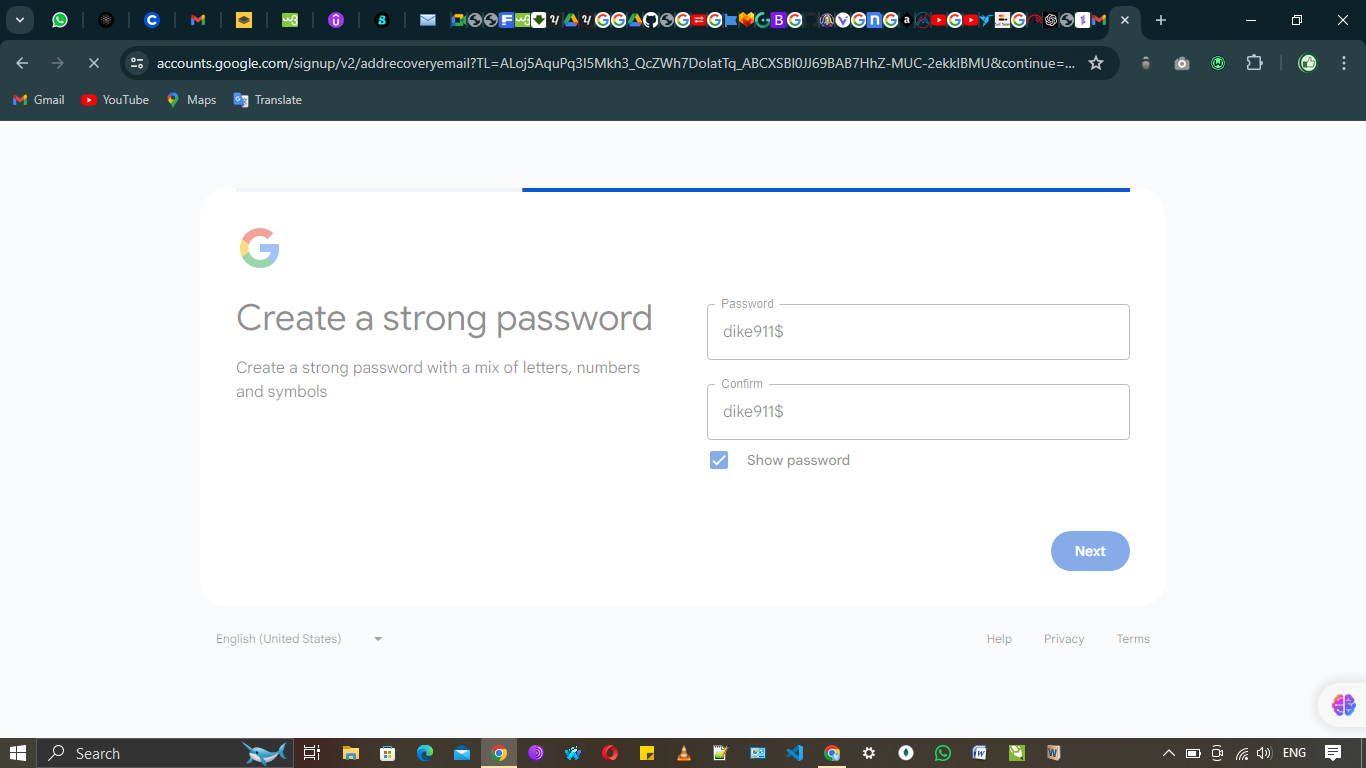 accounts.google.com/signup/v2/addrecoveryemail?TL=ALoj5AquPq3I5Mkh3_QcZWh7DolatTq_ABCXSBl0JJ69BAB7HhZ-MUC-2ekklBMU&continue=...
Gmail
YouTube
Maps
Translate
Create a strong password
Create a strong password with a mix of letters, numbers
and symbols
Password
dike911$
Confirm
dike911$
Show password
Next
English (United States)
Help
Privacy
Terms
Search
ENG